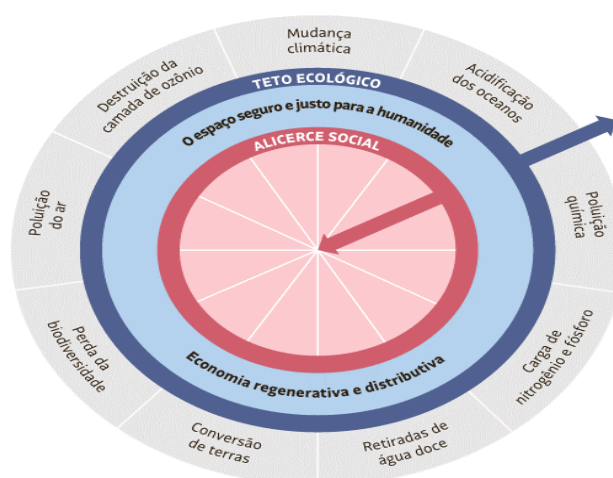 Mudança
climática
Acidificação
dos oceanos
Poluição
química
Carga de
nitrogênio e fósforo
Retiradas de
água doce
Conversão
de terras
Perda da
biodiversidade
Poluição
do ar
Destruição da
camada de ozônio
TETO ECOLÓGICO
O espaço seguro e justo para a humanidade
ALICERCE SOCIAL
Economia regenerativa e distributiva